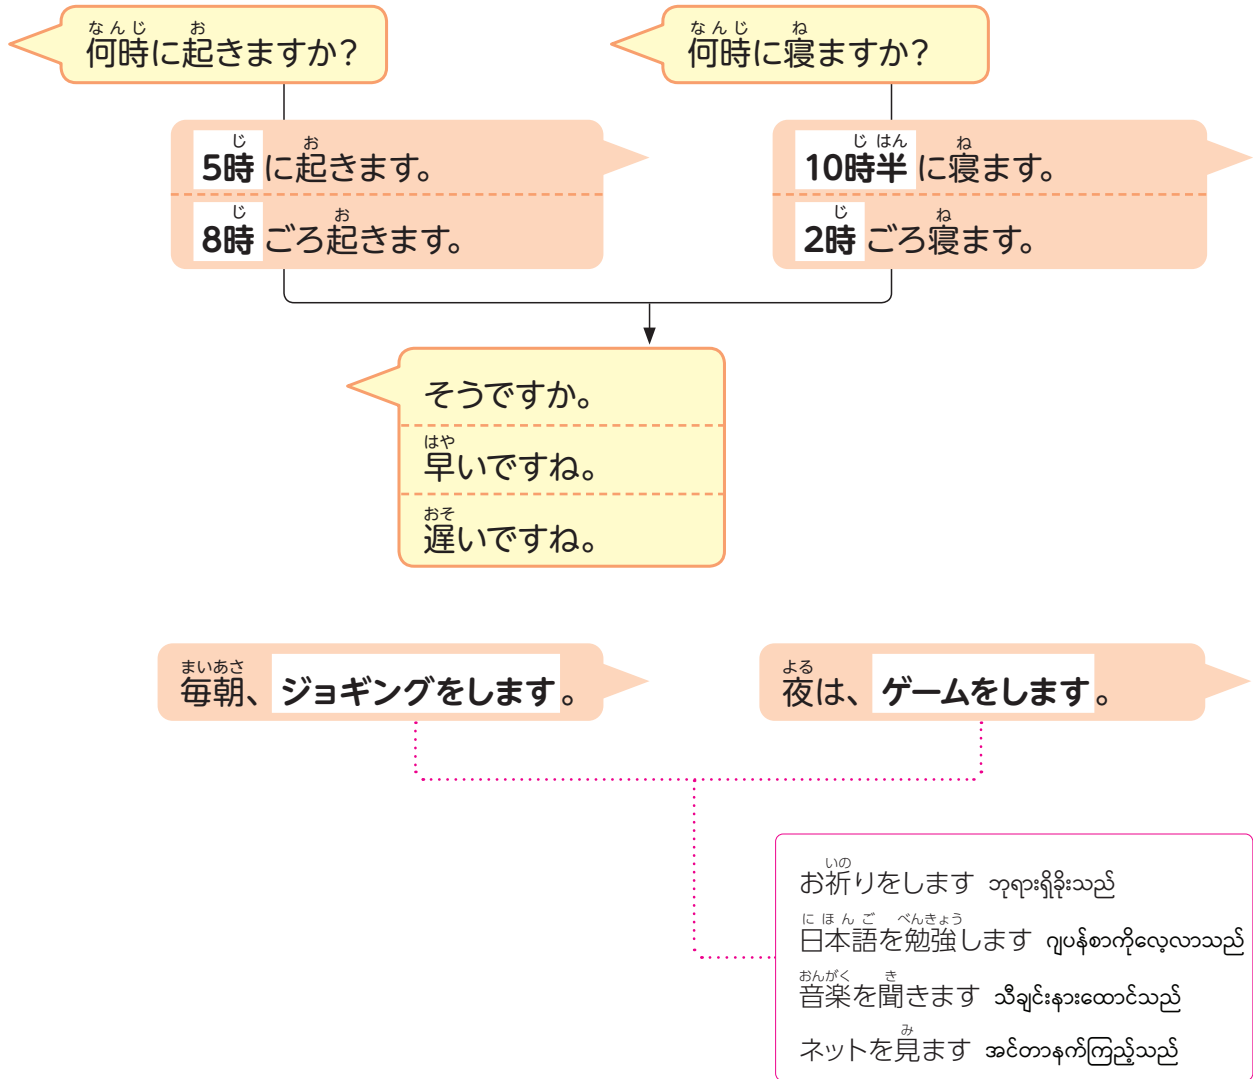 何時に起きますか？
何時に寝ますか？
5時に起きます。
8時ごろ起きます。
10時半に寝ます。
2時ごろ寝ます。
そうですか。
早いですね。
遅いですね。
毎朝、ジョギングをします。
夜は、ゲームをします。
お祈りをします ဘုရားရှိခိုးသည်
日本語を勉強します ဂျပန်စာကိုလေ့လာသည်
音楽を聞きます သီချင်းနားထောင်သည်
ネットを見ます အင်တာနက်ကြည့်သည်